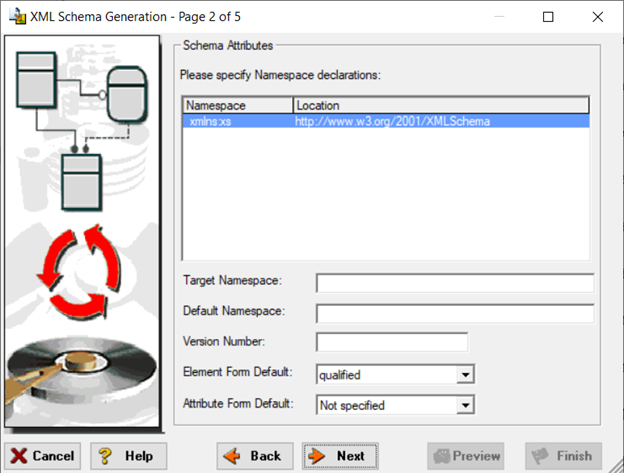 XML Schema Generation - Page 2 of 5
Schema Attributes
Please specify Namespace declarations:
Namespace Location
xmlns:xs http://www.w3.org/2001/XMLSchema
Target Namespace:
Default Namespace:
Version Number:
Element Form Default: qualified
Attribute Form Default: Not specified
Cancel Help Back Next Preview Finish